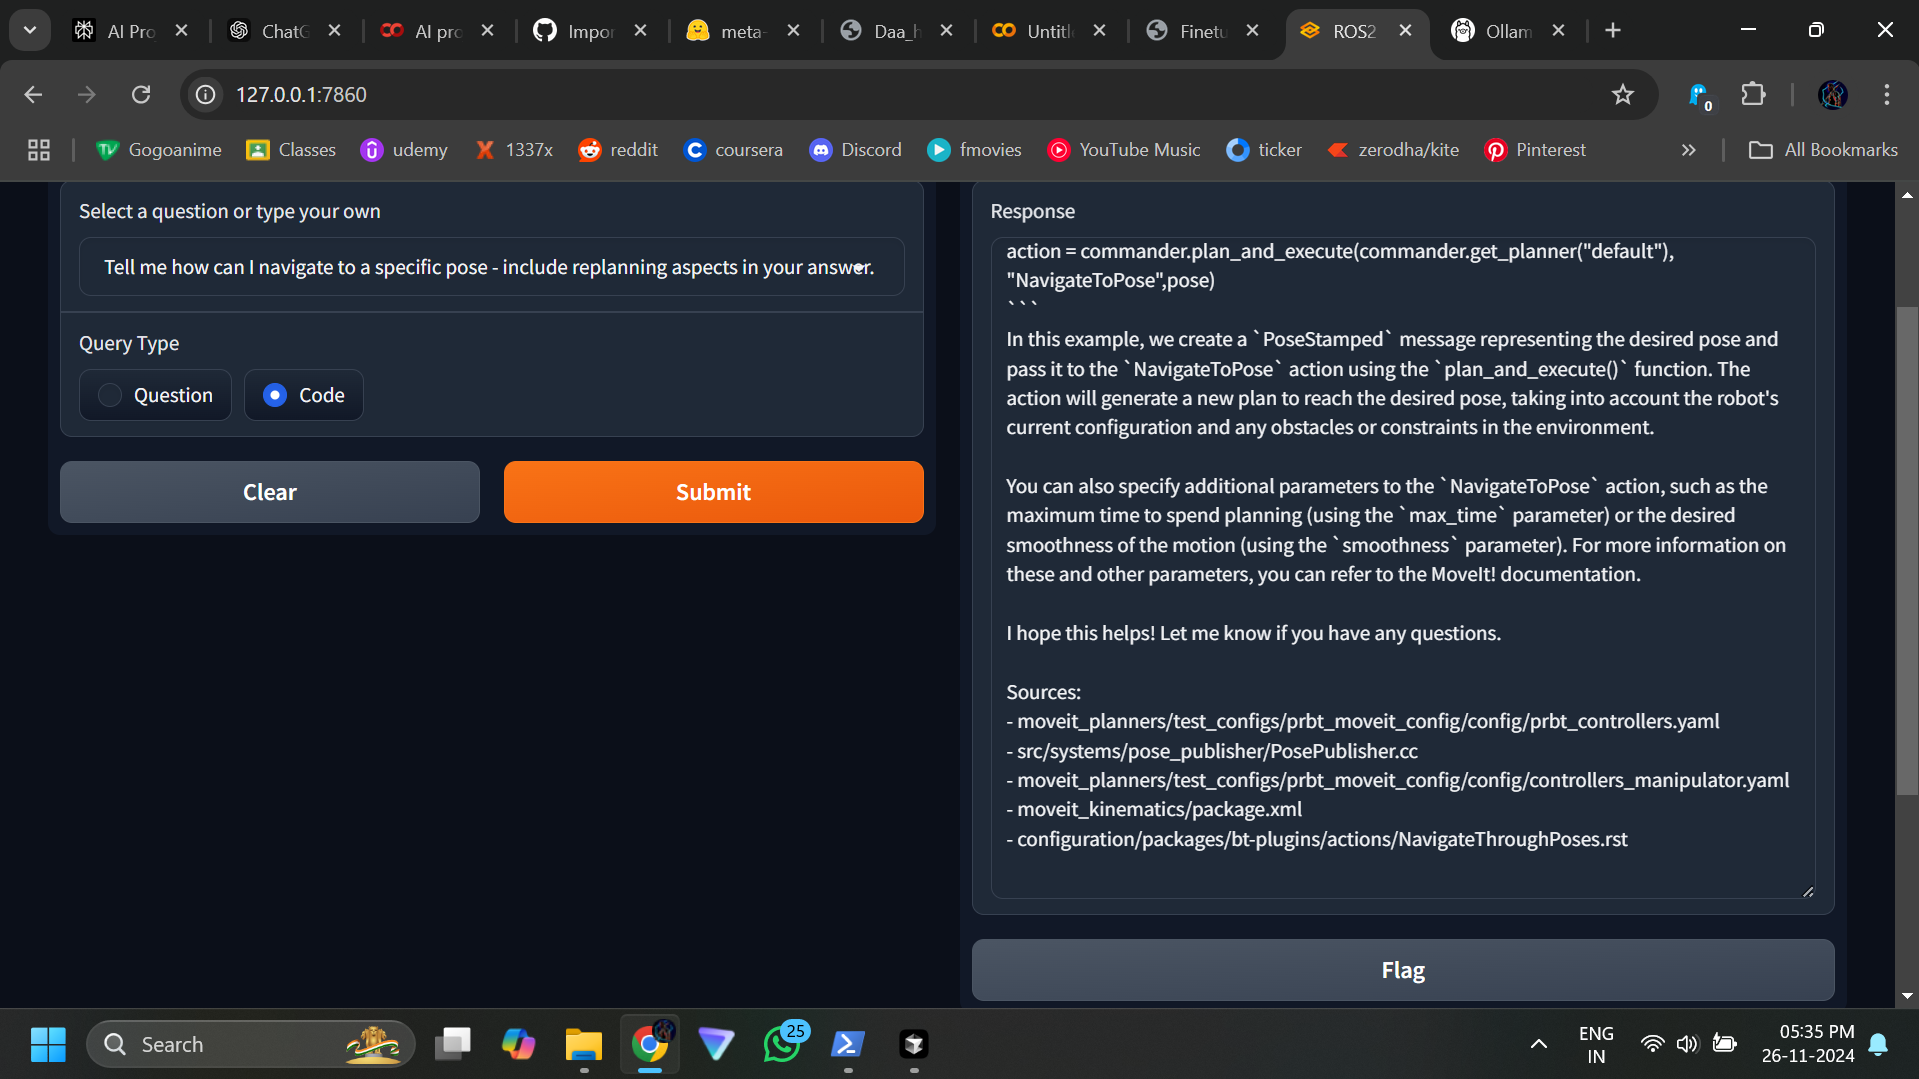 AI Pro
ChatG
AI pro
Impor
meta-
Daa_h
Untitl
Finetu
ROS2
Ollam
127.0.0.1:7860
0
Gogoanime
Classes
udemy
1337x
reddit
coursera
Discord
fmovies
YouTube Music
ticker
zerodha/kite
Pinterest
All Bookmarks
Select a question or type your own
Tell me how can I navigate to a specific pose - include replanning aspects in your answer.
Query Type
Question
Code
Clear
Submit
Response
action = commander.plan_and_execute(commander.get_planner("default"),
"NavigateToPose",pose)
```
In this example, we create a `PoseStamped` message representing the desired pose and
pass it to the `NavigateToPose` action using the `plan_and_execute()` function. The
action will generate a new plan to reach the desired pose, taking into account the robot's
current configuration and any obstacles or constraints in the environment.
You can also specify additional parameters to the `NavigateToPose` action, such as the
maximum time to spend planning (using the `max_time` parameter) or the desired
smoothness of the motion (using the `smoothness` parameter). For more information on
these and other parameters, you can refer to the MoveIt! documentation.
I hope this helps! Let me know if you have any questions.
Sources:
- moveit_planners/test_configs/prbt_moveit_config/config/prbt_controllers.yaml
- src/systems/pose_publisher/PosePublisher.cc
- moveit_planners/test_configs/prbt_moveit_config/config/controllers_manipulator.yaml
- moveit_kinematics/package.xml
- configuration/packages/bt-plugins/actions/NavigateThroughPoses.rst
Flag
Search
25
ENG
IN
05:35 PM
26-11-2024